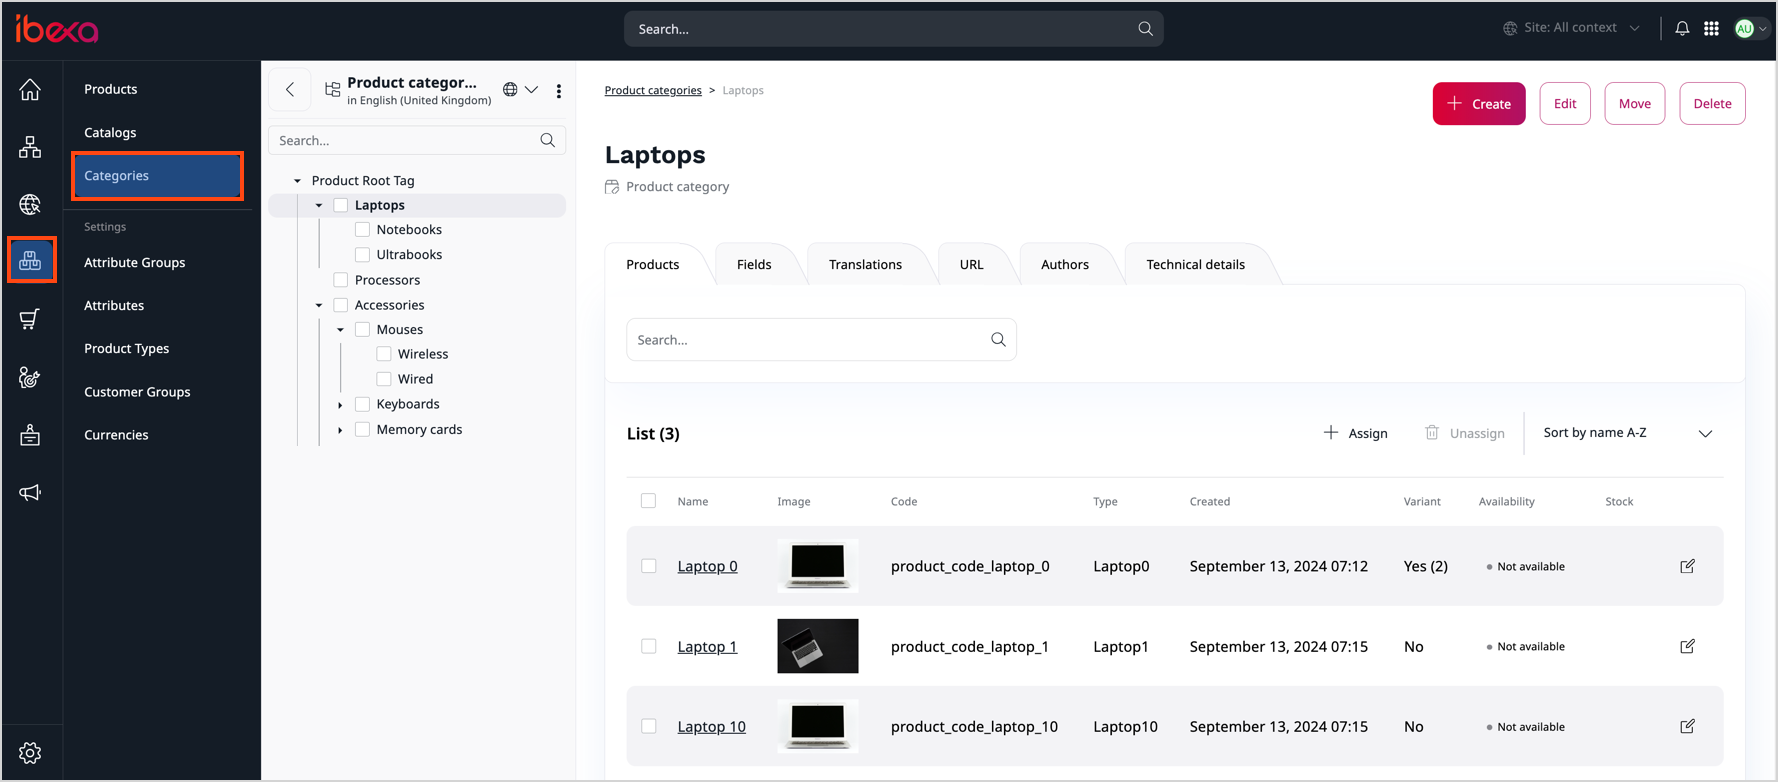 ibexa
Search...
Site: All context
AU
Products
Catalogs
Categories
Settings
Attribute Groups
Attributes
Product Types
Customer Groups
Currencies
Product categor...
in English (United Kingdom)
Search...
Product Root Tag
Laptops
Notebooks
Ultrabooks
Processors
Accessories
Mouses
Wireless
Wired
Keyboards
Memory cards
Product categories > Laptops
Create
Edit
Move
Delete
Laptops
Product category
Products
Fields
Translations
URL
Authors
Technical details
Search...
List (3)
Assign
Unassign
Sort by name A-Z
Name Image Code Type Created Variant Availability Stock
Laptop 0 product_code_laptop_0 Laptop0 September 13, 2024 07:12 Yes (2) Not available
Laptop 1 product_code_laptop_1 Laptop1 September 13, 2024 07:15 No Not available
Laptop 10 product_code_laptop_10 Laptop10 September 13, 2024 07:15 No Not available